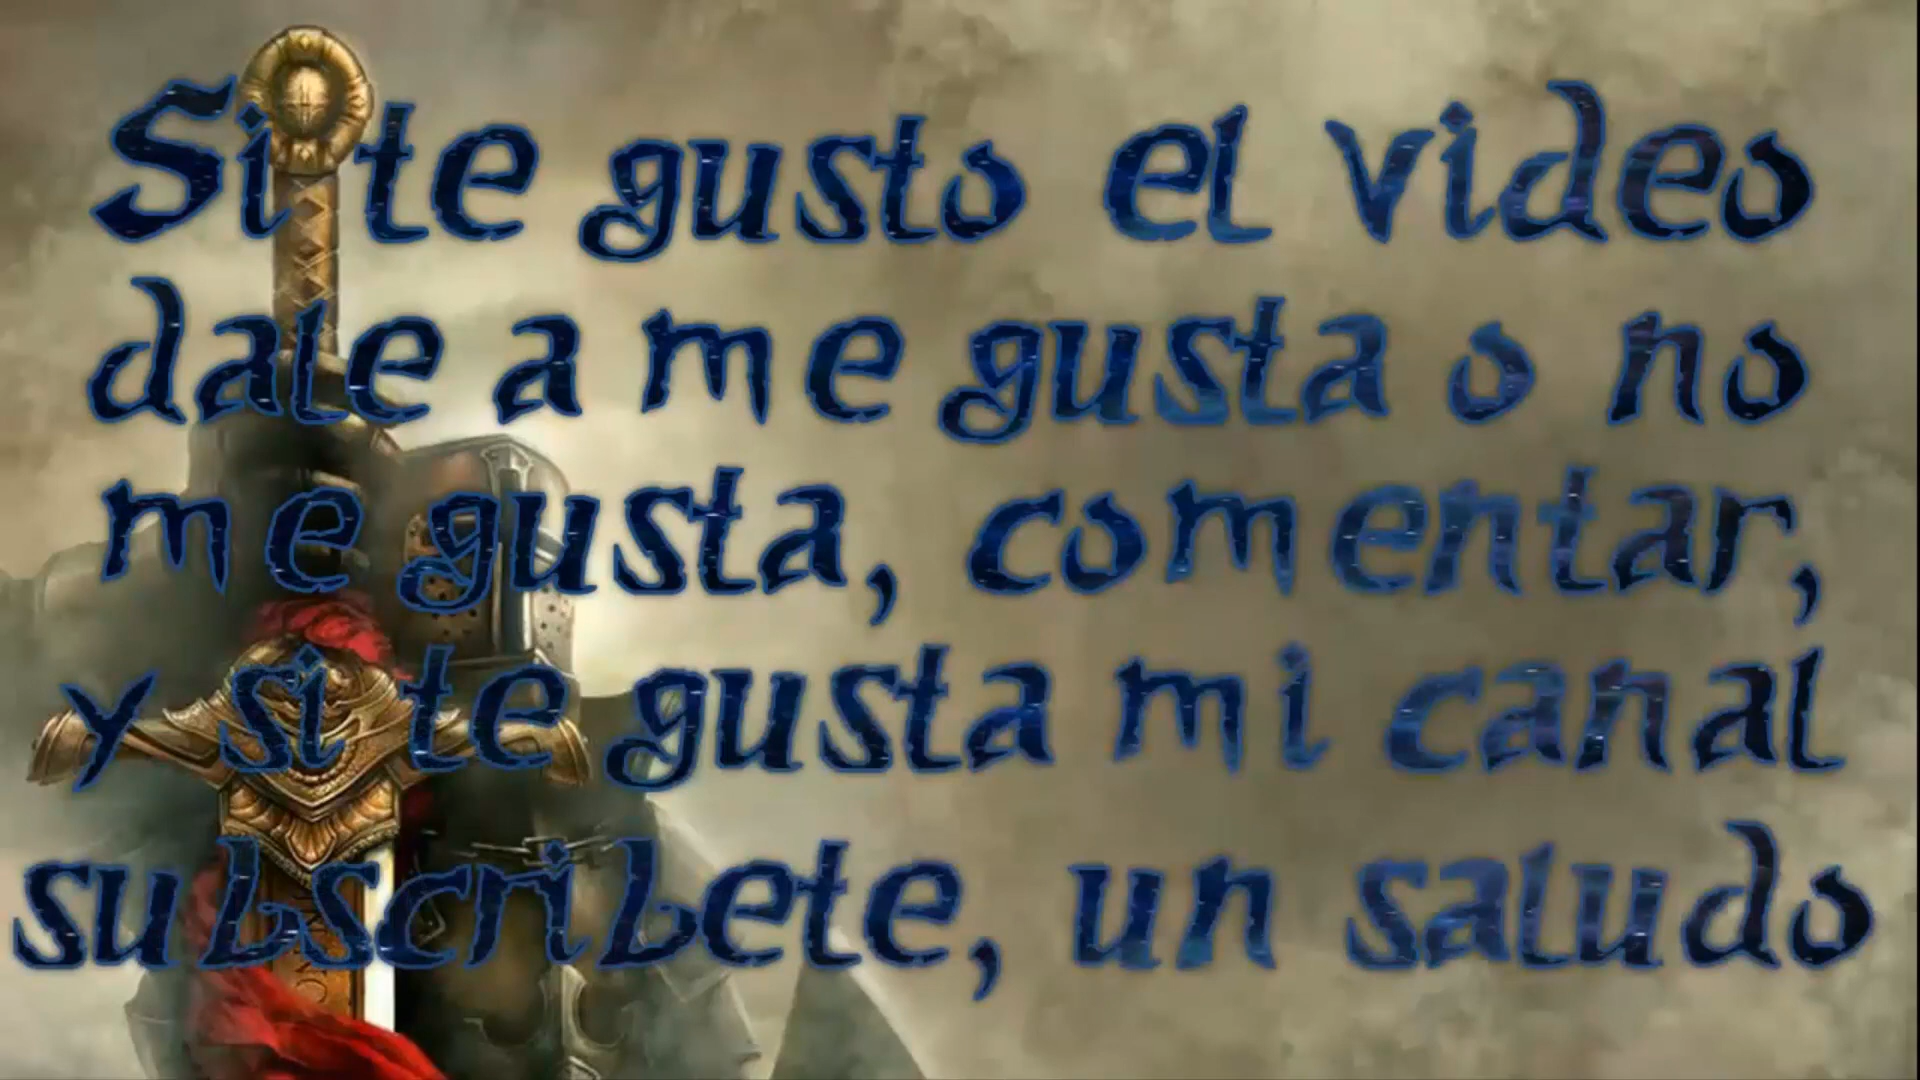 Si te gusto el video
dale a me gusta o no
me gusta, comentar,
y si te gusta mi canal
subscribete, un saludo